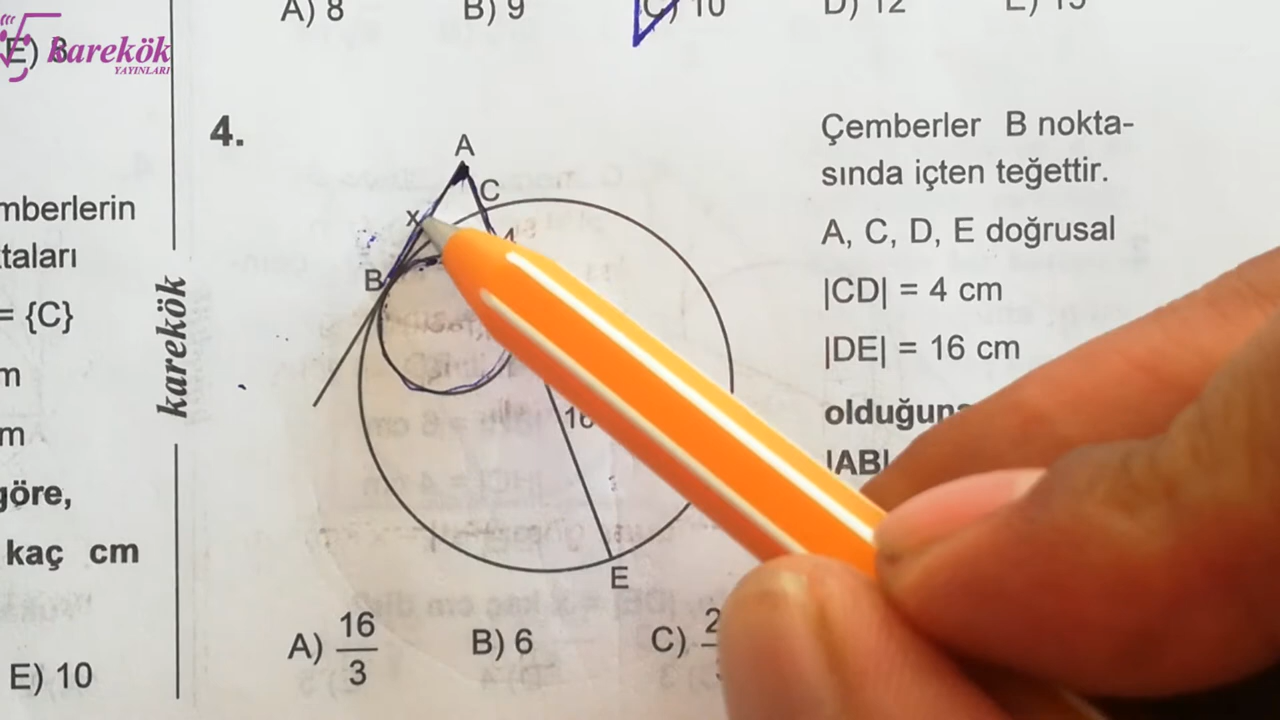 A) 8 B) 9 C) 10 D) 12 E) 15
E) 8
karekök
YAYINLARI
mberlerin
taları
= {C}
m
m
göre,
kaç cm
E) 10
karekök
4.
A
C
x
4
B
16
E
Çemberler B nokta-
sında içten teğettir.
A, C, D, E doğrusal
|CD| = 4 cm
|DE| = 16 cm
|AB|
A) 16/3 B) 6 C) 2